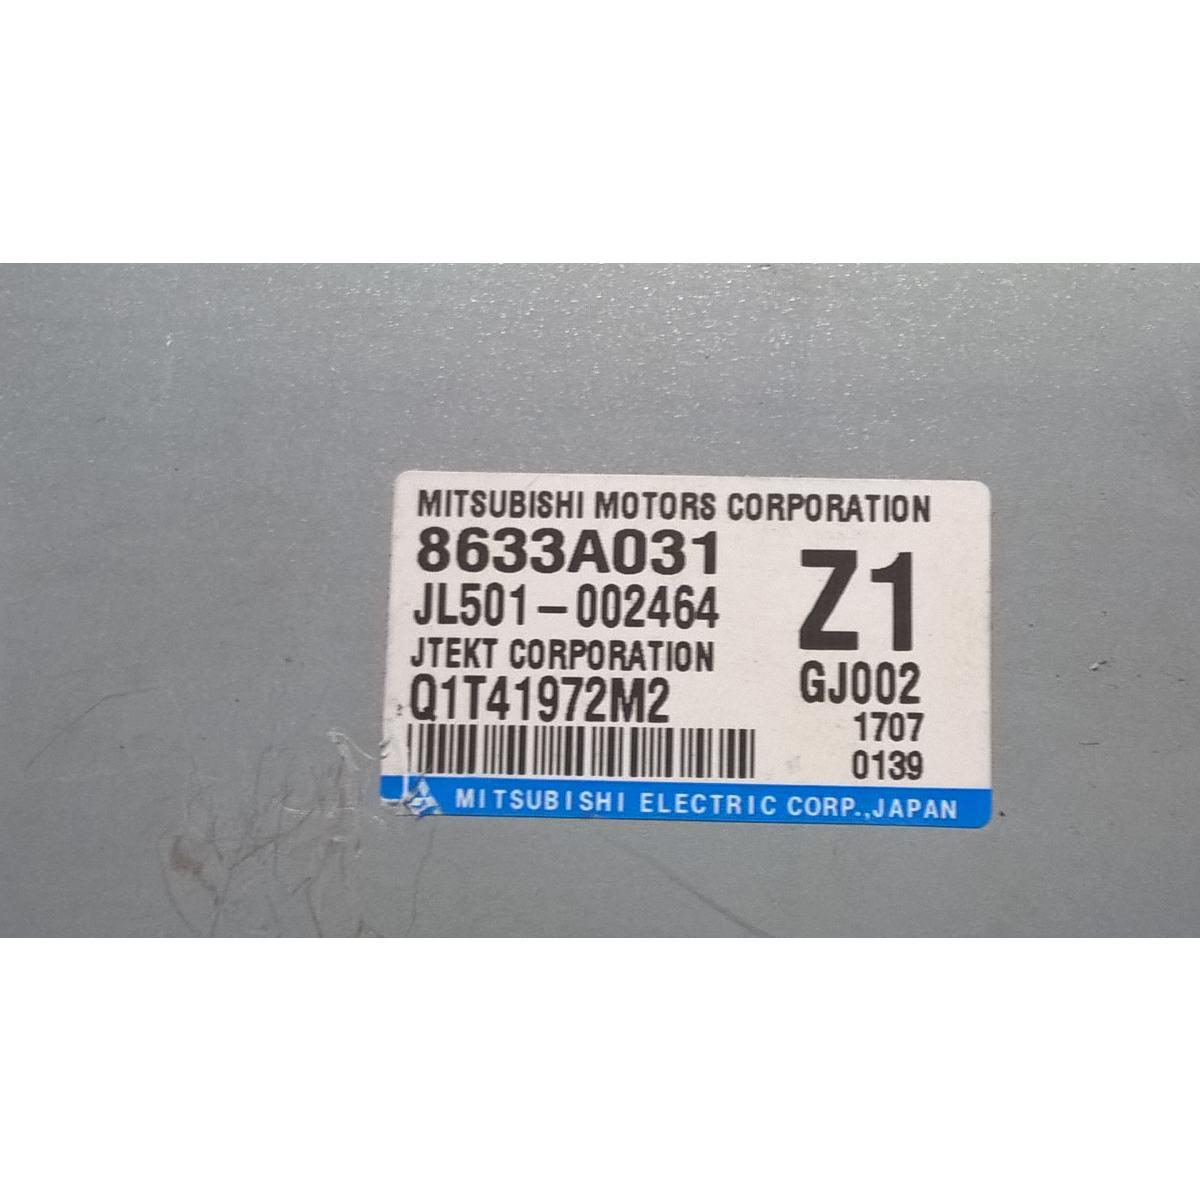 MITSUBISHI MOTORS CORPORATION
8633A031
JL501-002464
Z1
JTEKT CORPORATION
Q1T41972M2
GJ002
1707
0139
MITSUBISHI ELECTRIC CORP.,JAPAN